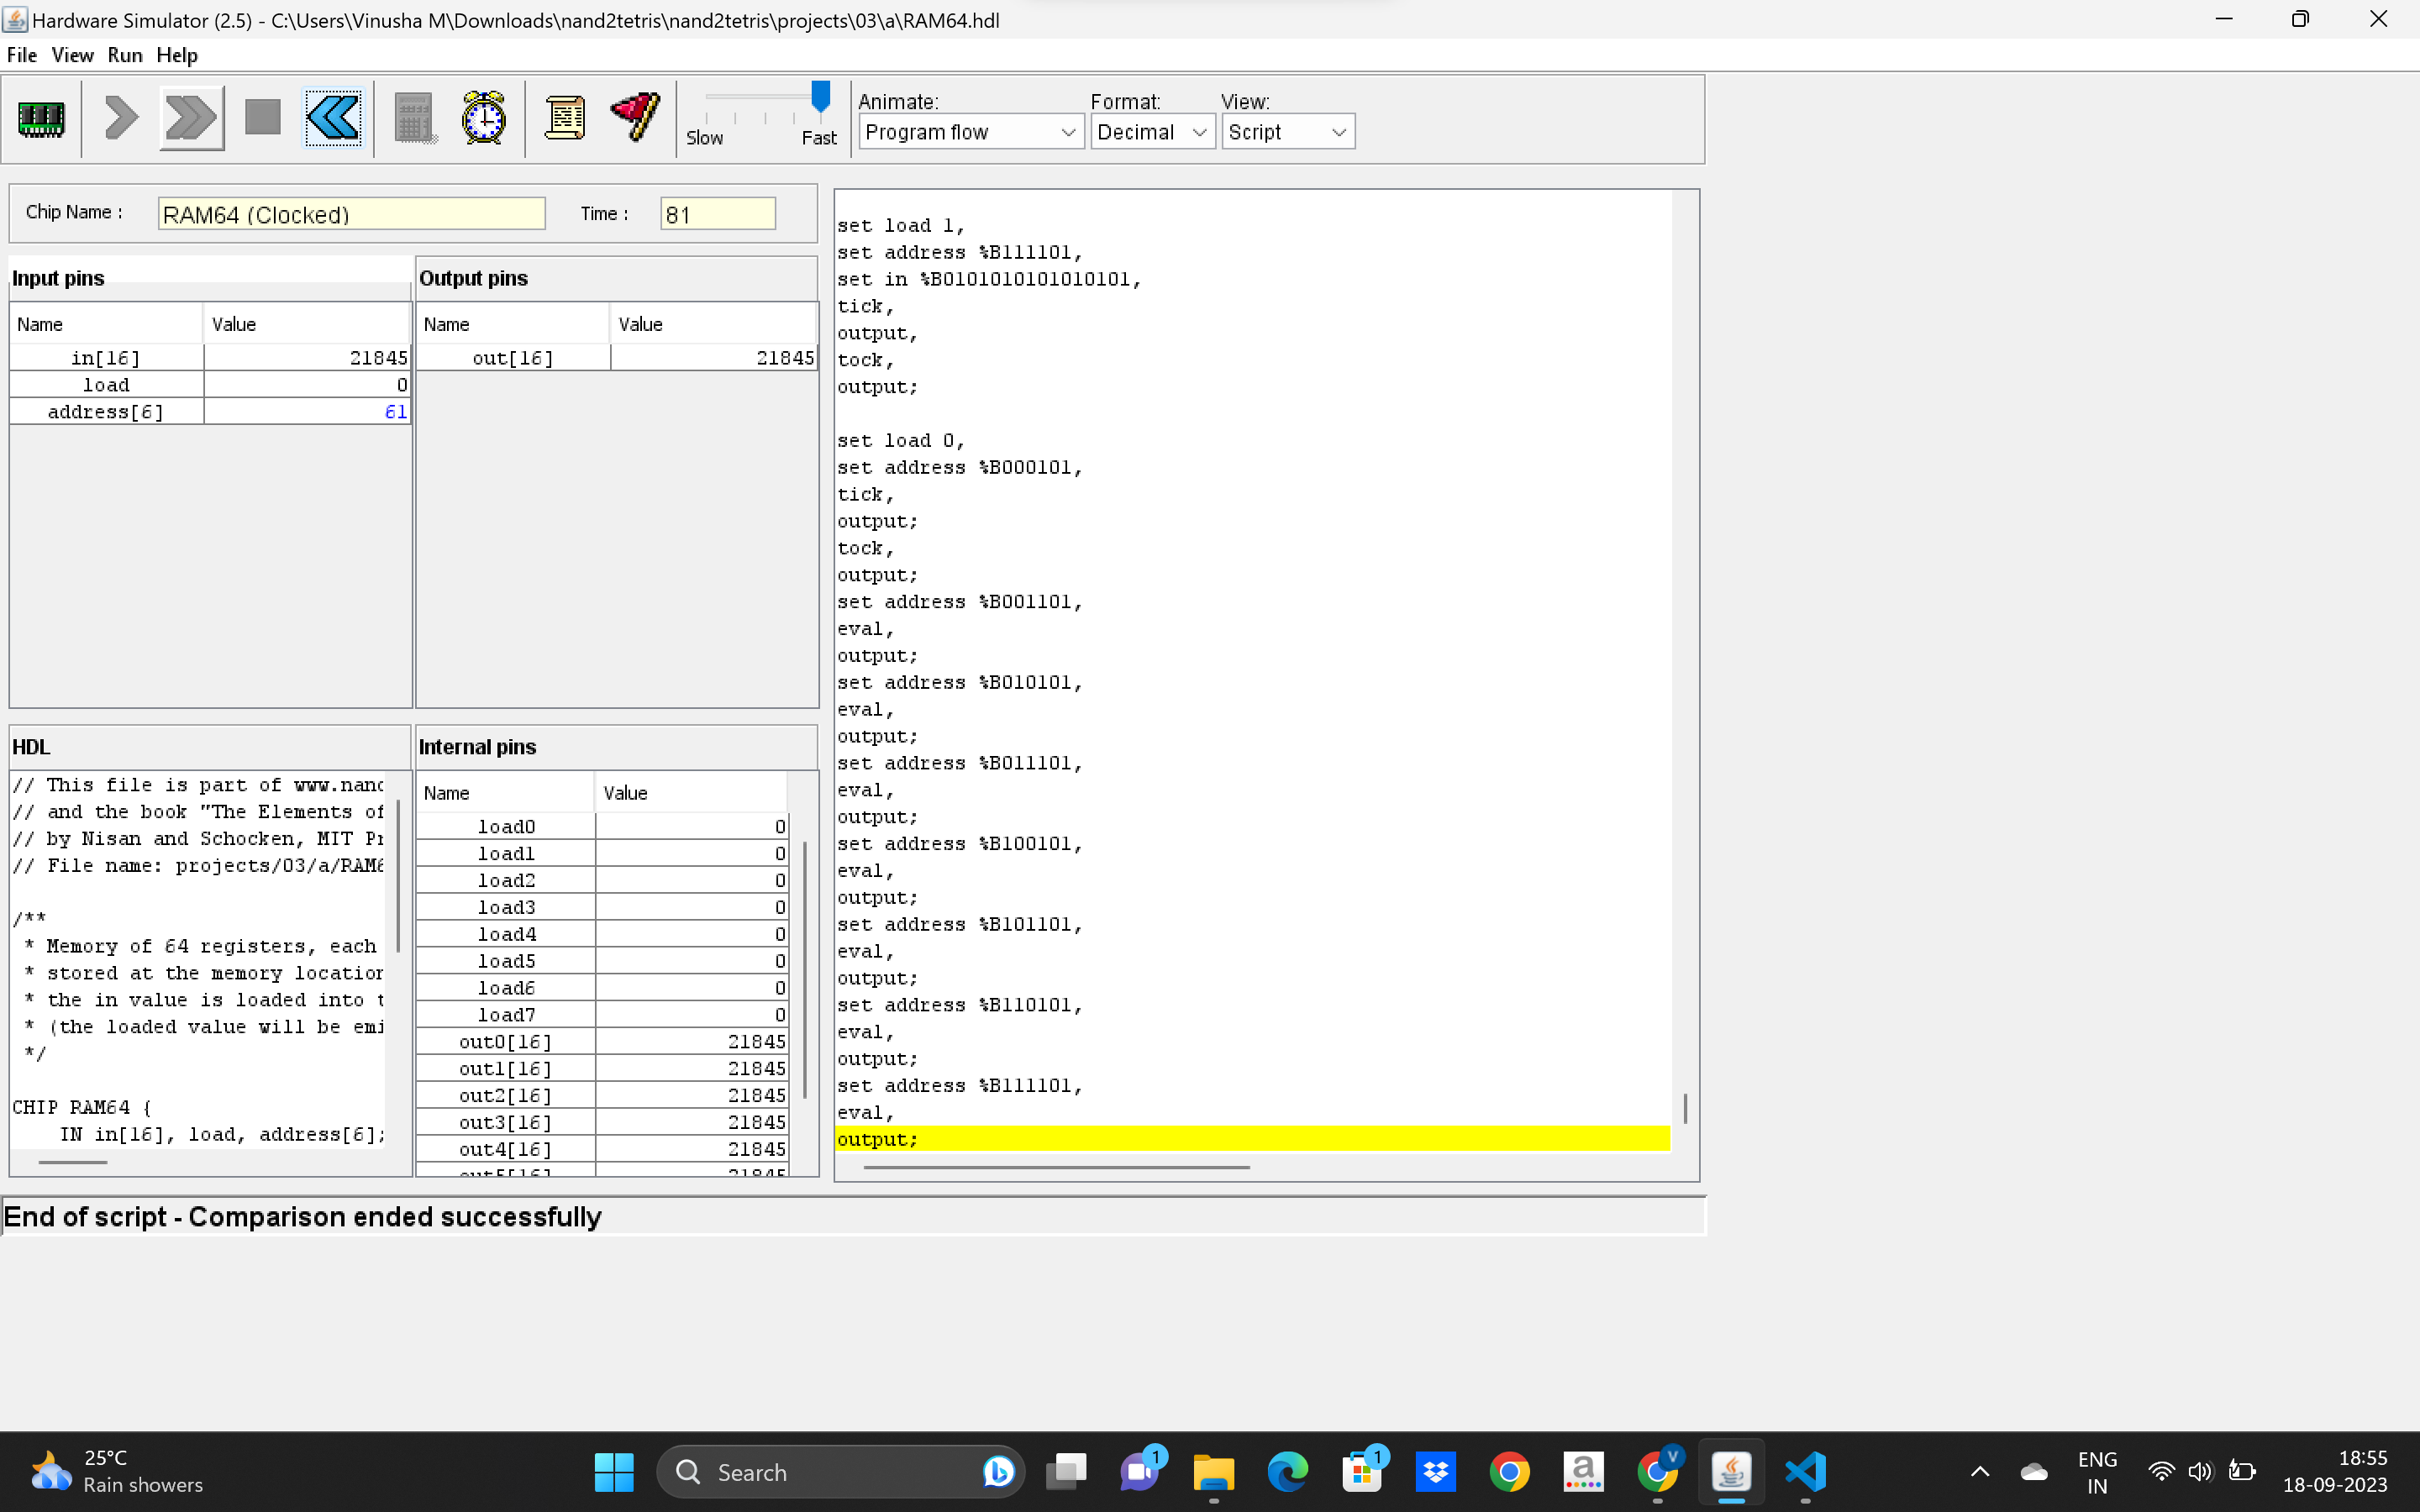 Hardware Simulator (2.5) - C:\Users\Vinusha M\Downloads\nand2tetris\nand2tetris\projects\03\a\RAM64.hdl
File View Run Help
Slow
Fast
Animate:
Program flow
Format:
Decimal
View:
Script
Chip Name :
RAM64 (Clocked)
Time :
81
Input pins
Name Value
in[16] 21845
load 0
address[6] 61
Output pins
Name Value
out[16] 21845
HDL
// This file is part of www.nand
// and the book "The Elements of
// by Nisan and Schocken, MIT Pr
// File name: projects/03/a/RAM6
/**
* Memory of 64 registers, each
* stored at the memory location
* the in value is loaded into t
* (the loaded value will be emi
*/
CHIP RAM64 {
IN in[16], load, address[6];
Internal pins
Name Value
load0 0
load1 0
load2 0
load3 0
load4 0
load5 0
load6 0
load7 0
out0[16] 21845
out1[16] 21845
out2[16] 21845
out3[16] 21845
out4[16] 21845
out5[16] 21845
set load 1,
set address %B111101,
set in %B0101010101010101,
tick,
output,
tock,
output;
set load 0,
set address %B000101,
tick,
output;
tock,
output;
set address %B001101,
eval,
output;
set address %B010101,
eval,
output;
set address %B011101,
eval,
output;
set address %B100101,
eval,
output;
set address %B101101,
eval,
output;
set address %B110101,
eval,
output;
set address %B111101,
eval,
output;
End of script - Comparison ended successfully
25°C
Rain showers
Search
1
1
a
V
ENG
IN
18:55
18-09-2023